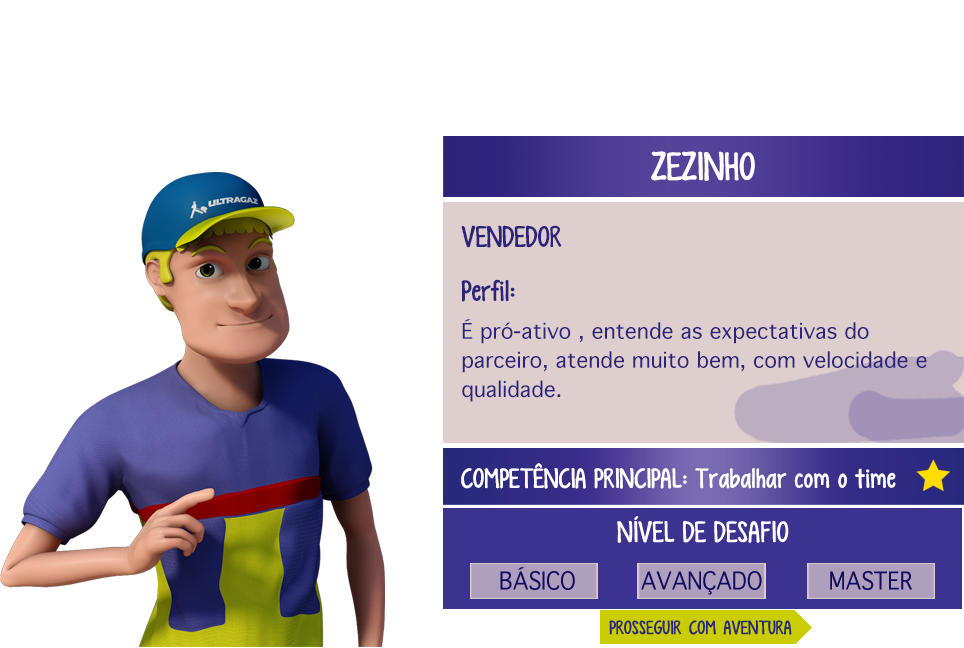 ZEZINHO
ULTRAGAZ
VENDEDOR
Perfil:
É pró-ativo , entende as expectativas do
parceiro, atende muito bem, com velocidade e
qualidade.
COMPETÊNCIA PRINCIPAL: Trabalhar com o time
NÍVEL DE DESAFIO
BÁSICO
AVANÇADO
MASTER
PROSSEGUIR COM AVENTURA